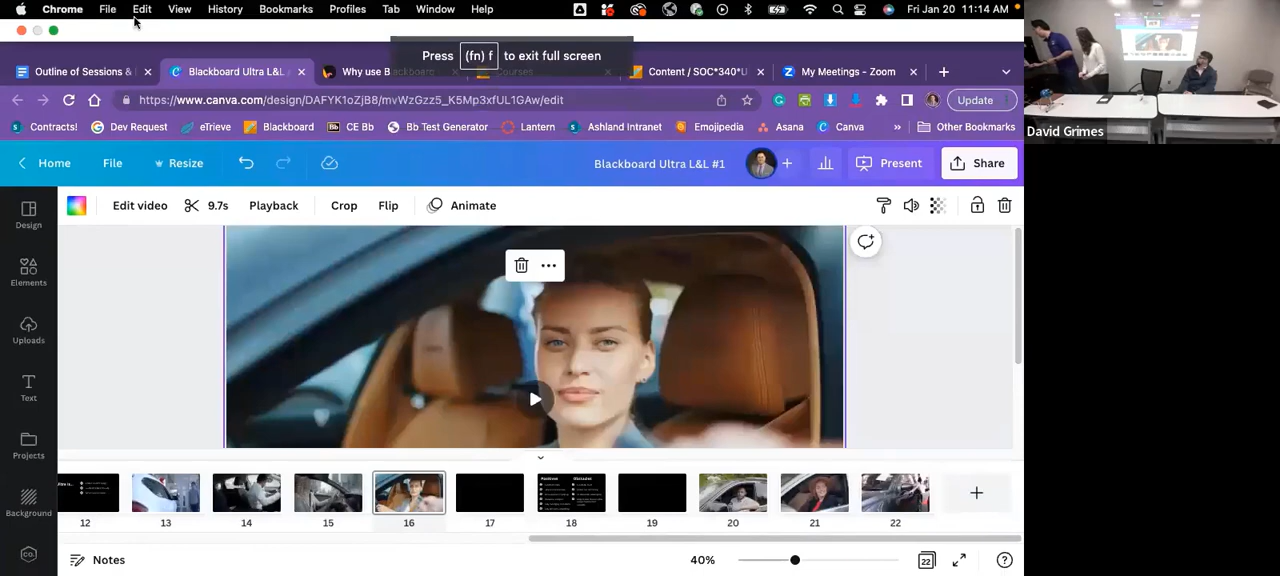 Chrome File Edit View History Bookmarks Profiles Tab Window Help Fri Jan 20 11:14 AM
Press (fn) f to exit full screen
Outline of Sessions & Blackboard Ultra L&L Why use Blackboard Courses Content / SOC*340*U My Meetings - Zoom
https://www.canva.com/design/DAFYK1oZjB8/mvWzGzz5_K5Mp3xfUL1GAw/edit Update
Contracts! Dev Request eTrieve Blackboard Bb CE Bb Bb Test Generator Lantern Ashland Intranet Emojipedia Asana Canva » Other Bookmarks
David Grimes
Home File Resize Blackboard Ultra L&L #1 Present Share
Edit video 9.7s Playback Crop Flip Animate
Design
Elements
Uploads
Text
Projects
Background
co.
12 13 14 15 16 17 18 19 20 21 22
Notes 40% 22